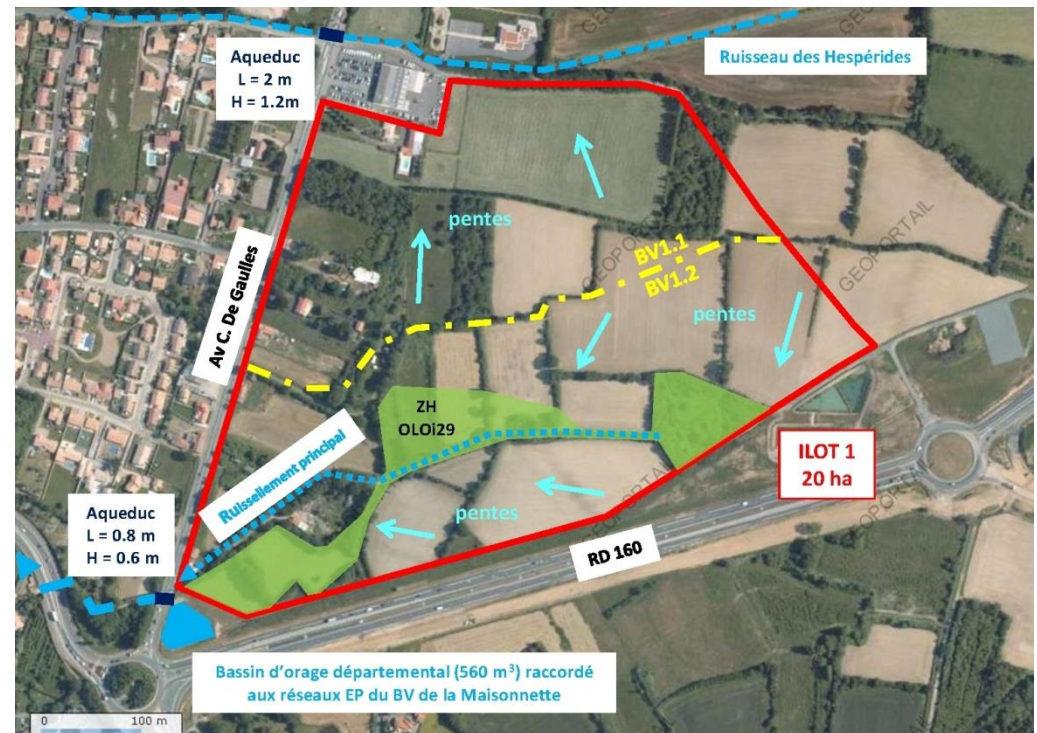 GEOPORTAIL
Aqueduc
L = 2 m
H = 1.2m
Ruisseau des Hespérides
pentes
GEOPORTAIL
GEOPORTAIL
BV1.1
BV1.2
pentes
Av C. De Gaulles
ZH
OLOi29
Ruissellement principal
ILOT 1
20 ha
Aqueduc
L = 0.8 m
H = 0.6 m
pentes
RD 160
Bassin d'orage départemental (560 m³) raccordé
aux réseaux EP du BV de la Maisonnette
0 100 m